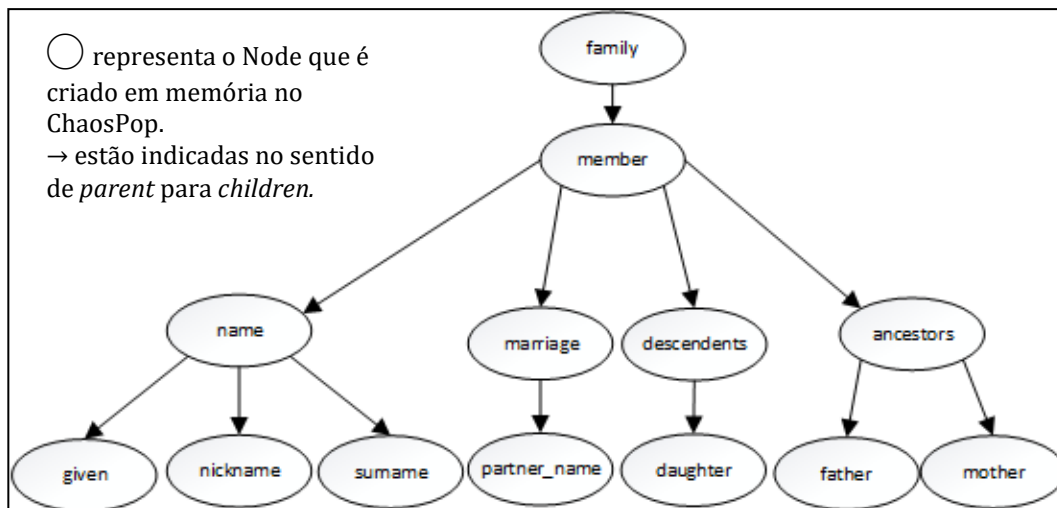 representa o Node que é
criado em memória no
ChaosPop.
→ estão indicadas no sentido
de parent para children.
family
member
name
marriage
descendents
ancestors
given
nickname
surname
partner_name
daughter
father
mother